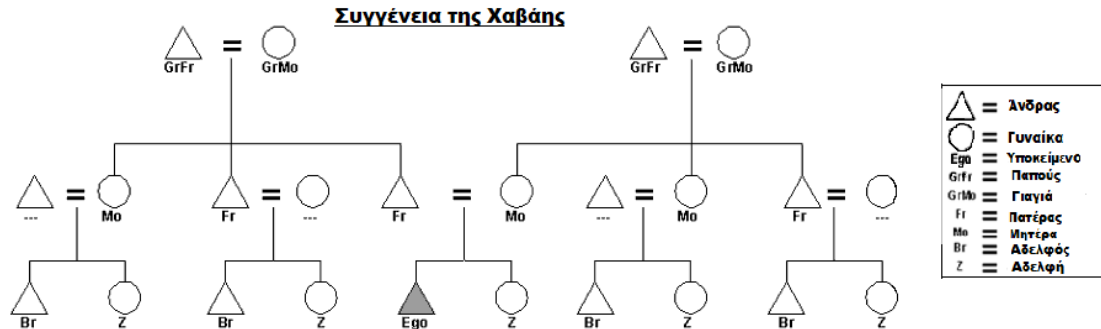 Συγγένεια της Χαβάης
GrFr = GrMo GrFr = GrMo
--- = Mo Fr = --- Fr = Mo --- = Mo Fr = ---
Br Z Br Z Ego Z Br Z Br Z
= Άνδρας
= Γυναίκα
Ego = Υποκείμενο
GrFr = Παπούς
GrMo = Γιαγιά
Fr = Πατέρας
Mo = Μητέρα
Br = Αδελφός
Z = Αδελφή